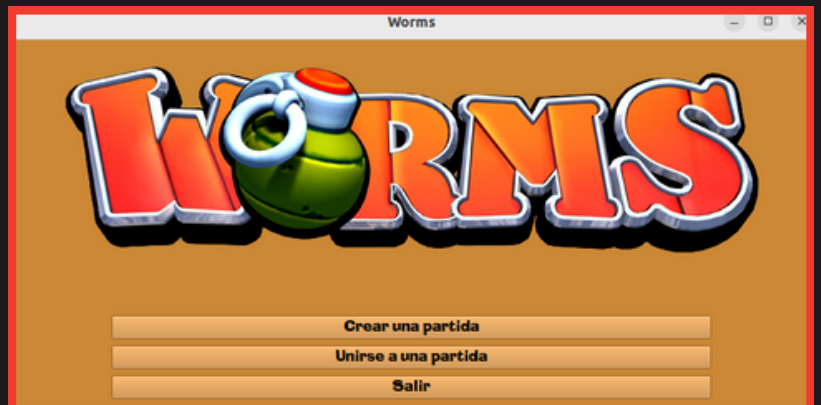 Worms
WORMS
Crear una partida
Unirse a una partida
Salir